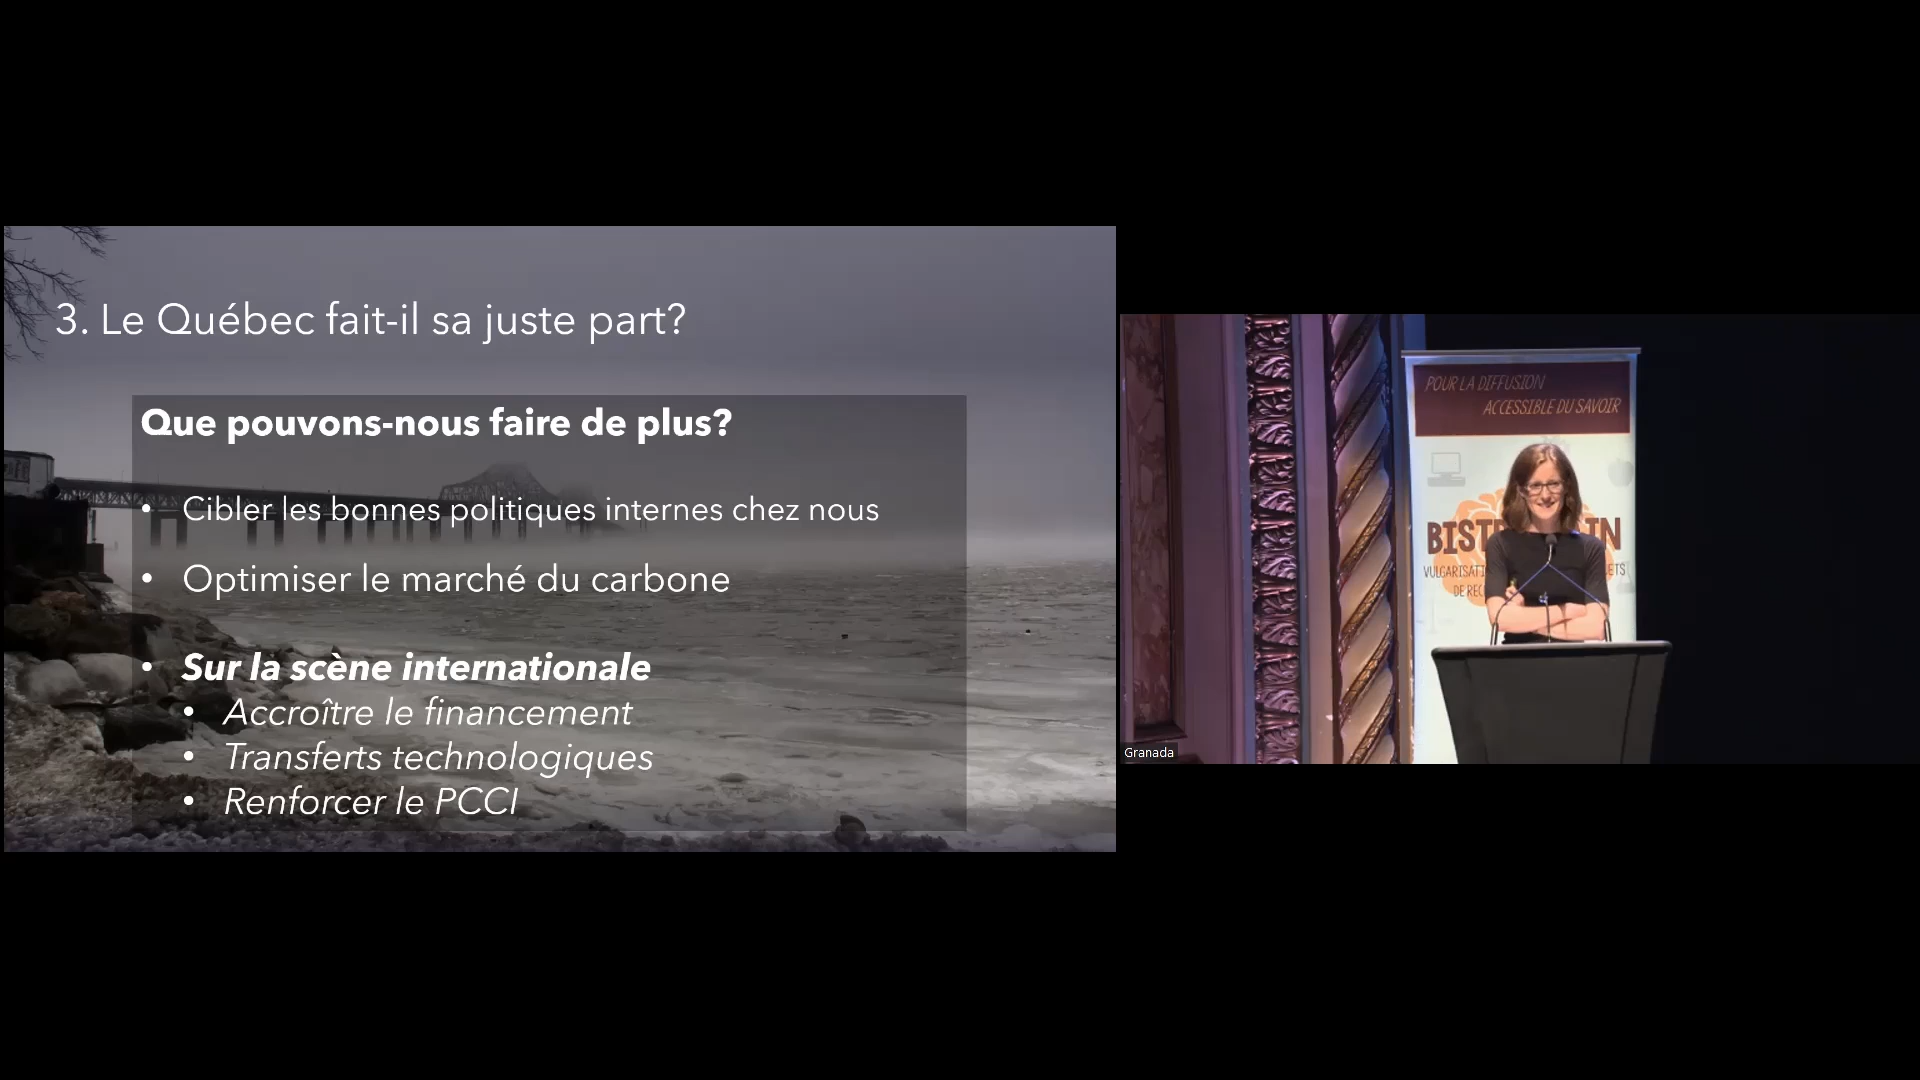 3. Le Québec fait-il sa juste part?
Que pouvons-nous faire de plus?
• Cibler les bonnes politiques internes chez nous
• Optimiser le marché du carbone
• Sur la scène internationale
• Accroître le financement
• Transferts technologiques
• Renforcer le PCCI
POUR LA DIFFUSION
ACCESSIBLE DU SAVOIR
Granada